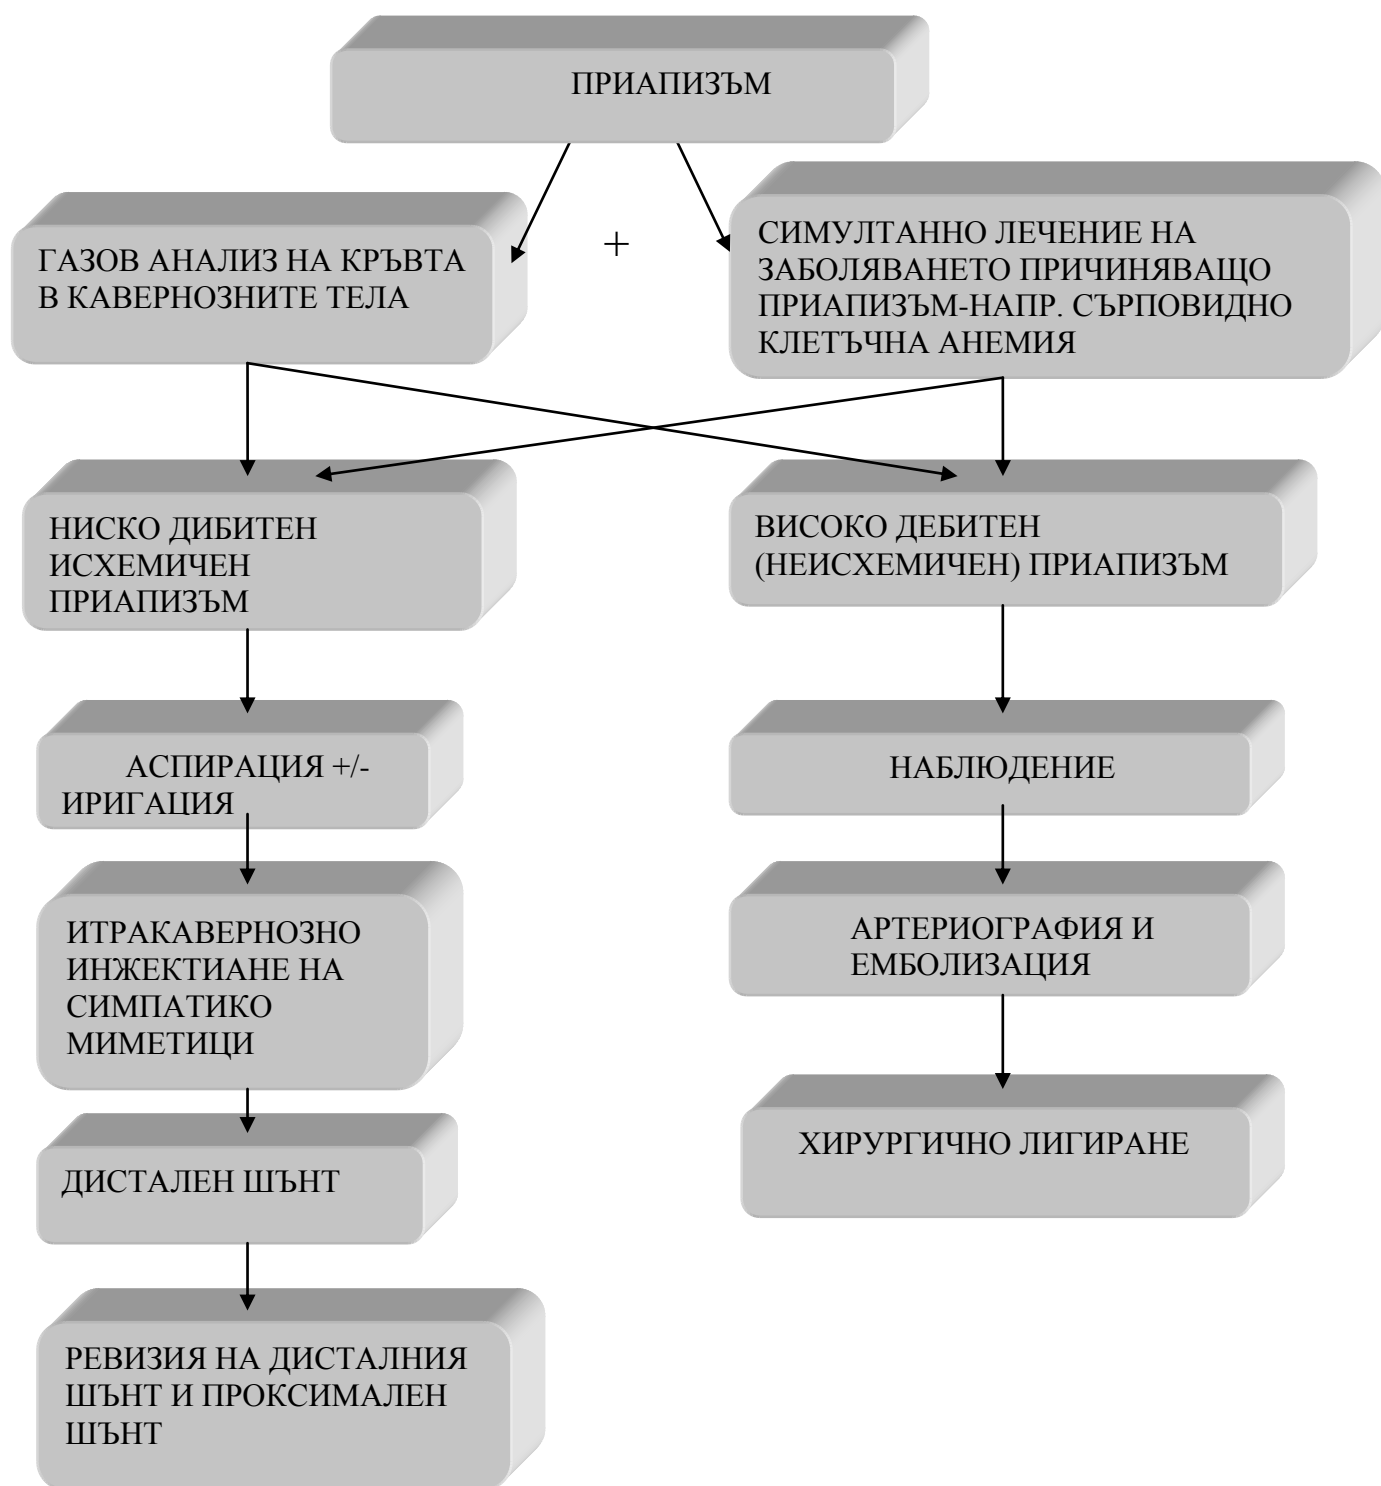 ПРИАПИЗЪМ
ГАЗОВ АНАЛИЗ НА КРЪВТА
В КАВЕРНОЗНИТЕ ТЕЛА
+
СИМУЛТАННО ЛЕЧЕНИЕ НА
ЗАБОЛЯВАНЕТО ПРИЧИНЯВАЩО
ПРИАПИЗЪМ-НАПР. СЪРПОВИДНО
КЛЕТЪЧНА АНЕМИЯ
НИСКО ДИБИТЕН
ИСХЕМИЧЕН
ПРИАПИЗЪМ
ВИСОКО ДЕБИТЕН
(НЕИСХЕМИЧЕН) ПРИАПИЗЪМ
АСПИРАЦИЯ +/-
ИРИГАЦИЯ
НАБЛЮДЕНИЕ
ИТРАКАВЕРНОЗНО
ИНЖЕКТИАНЕ НА
СИМПАТИКО
МИМЕТИЦИ
АРТЕРИОГРАФИЯ И
ЕМБОЛИЗАЦИЯ
ДИСТАЛЕН ШЪНТ
ХИРУРГИЧНО ЛИГИРАНЕ
РЕВИЗИЯ НА ДИСТАЛНИЯ
ШЪНТ И ПРОКСИМАЛЕН
ШЪНТ